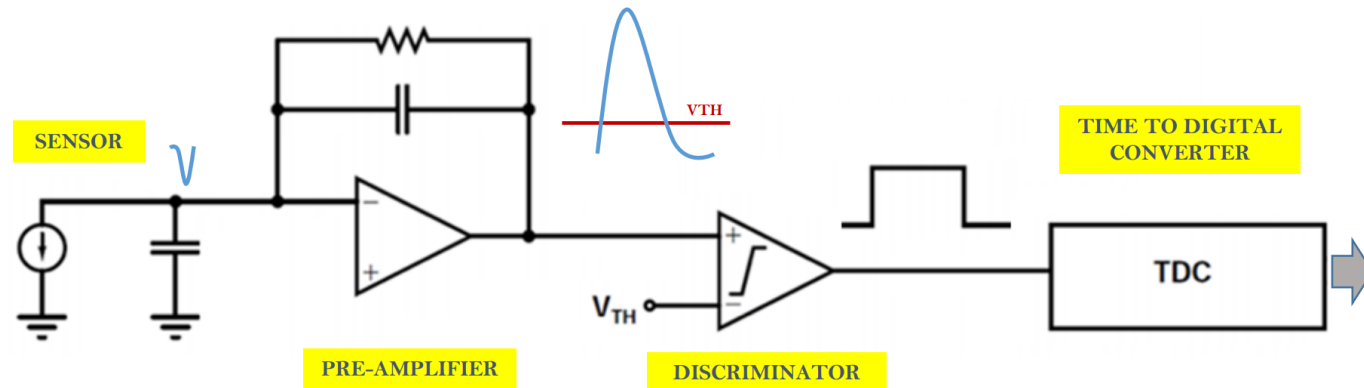 VTH
SENSOR
TIME TO DIGITAL
CONVERTER
−
+
+
−
VTH
TDC
PRE-AMPLIFIER
DISCRIMINATOR